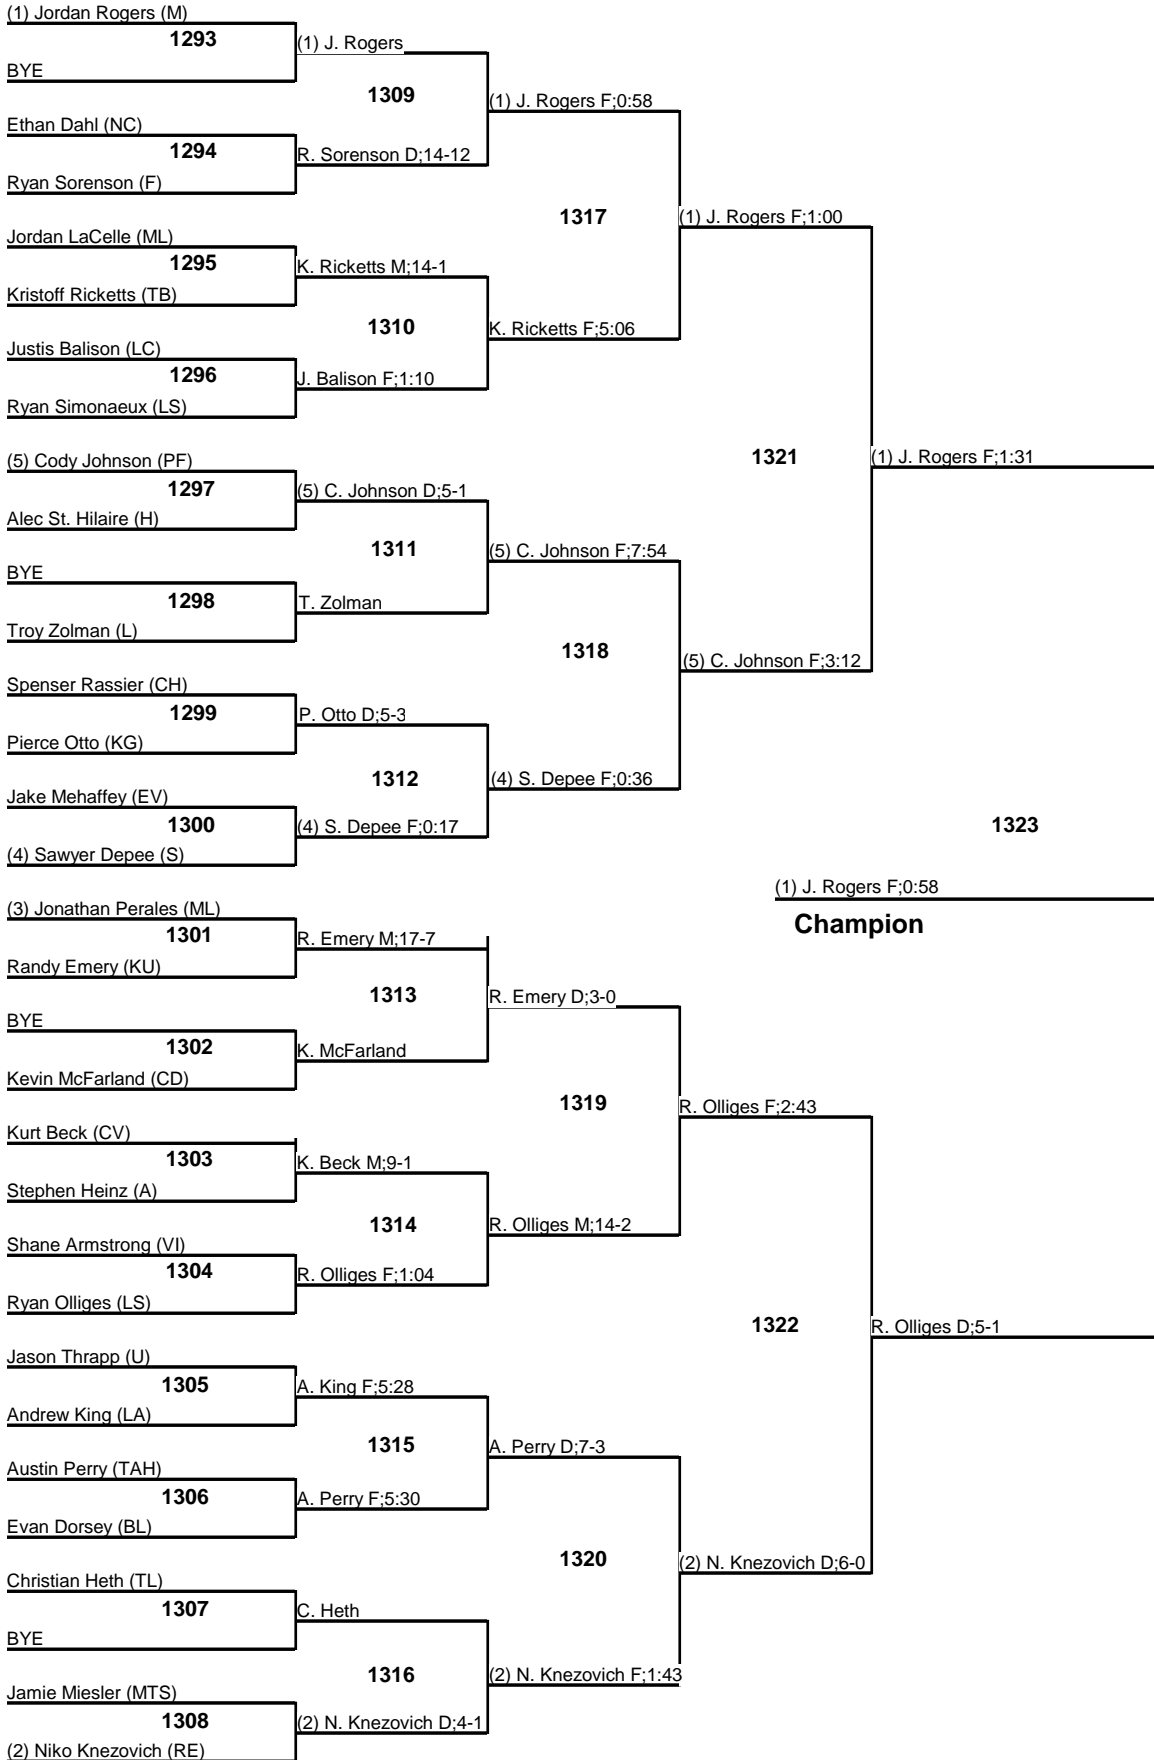 (1) Jordan Rogers (M)
1293
(1) J. Rogers
BYE
1309
(1) J. Rogers F;0:58
Ethan Dahl (NC)
1294
R. Sorenson D;14-12
Ryan Sorenson (F)
1317
(1) J. Rogers F;1:00
Jordan LaCelle (ML)
1295
K. Ricketts M;14-1
Kristoff Ricketts (TB)
1310
K. Ricketts F;5:06
Justis Balison (LC)
1296
J. Balison F;1:10
Ryan Simonaeux (LS)
1321
(1) J. Rogers F;1:31
(5) Cody Johnson (PF)
1297
(5) C. Johnson D;5-1
Alec St. Hilaire (H)
1311
(5) C. Johnson F;7:54
BYE
1298
T. Zolman
Troy Zolman (L)
1318
(5) C. Johnson F;3:12
Spenser Rassier (CH)
1299
P. Otto D;5-3
Pierce Otto (KG)
1312
(4) S. Depee F;0:36
Jake Mehaffey (EV)
1300
(4) S. Depee F;0:17
(4) Sawyer Depee (S)
1323
(1) J. Rogers F;0:58
Champion
(3) Jonathan Perales (ML)
1301
R. Emery M;17-7
Randy Emery (KU)
1313
R. Emery D;3-0
BYE
1302
K. McFarland
Kevin McFarland (CD)
1319
R. Olliges F;2:43
Kurt Beck (CV)
1303
K. Beck M;9-1
Stephen Heinz (A)
1314
R. Olliges M;14-2
Shane Armstrong (VI)
1304
R. Olliges F;1:04
Ryan Olliges (LS)
1322
R. Olliges D;5-1
Jason Thrapp (U)
1305
A. King F;5:28
Andrew King (LA)
1315
A. Perry D;7-3
Austin Perry (TAH)
1306
A. Perry F;5:30
Evan Dorsey (BL)
1320
(2) N. Knezovich D;6-0
Christian Heth (TL)
1307
C. Heth
BYE
1316
(2) N. Knezovich F;1:43
Jamie Miesler (MTS)
1308
(2) N. Knezovich D;4-1
(2) Niko Knezovich (RE)